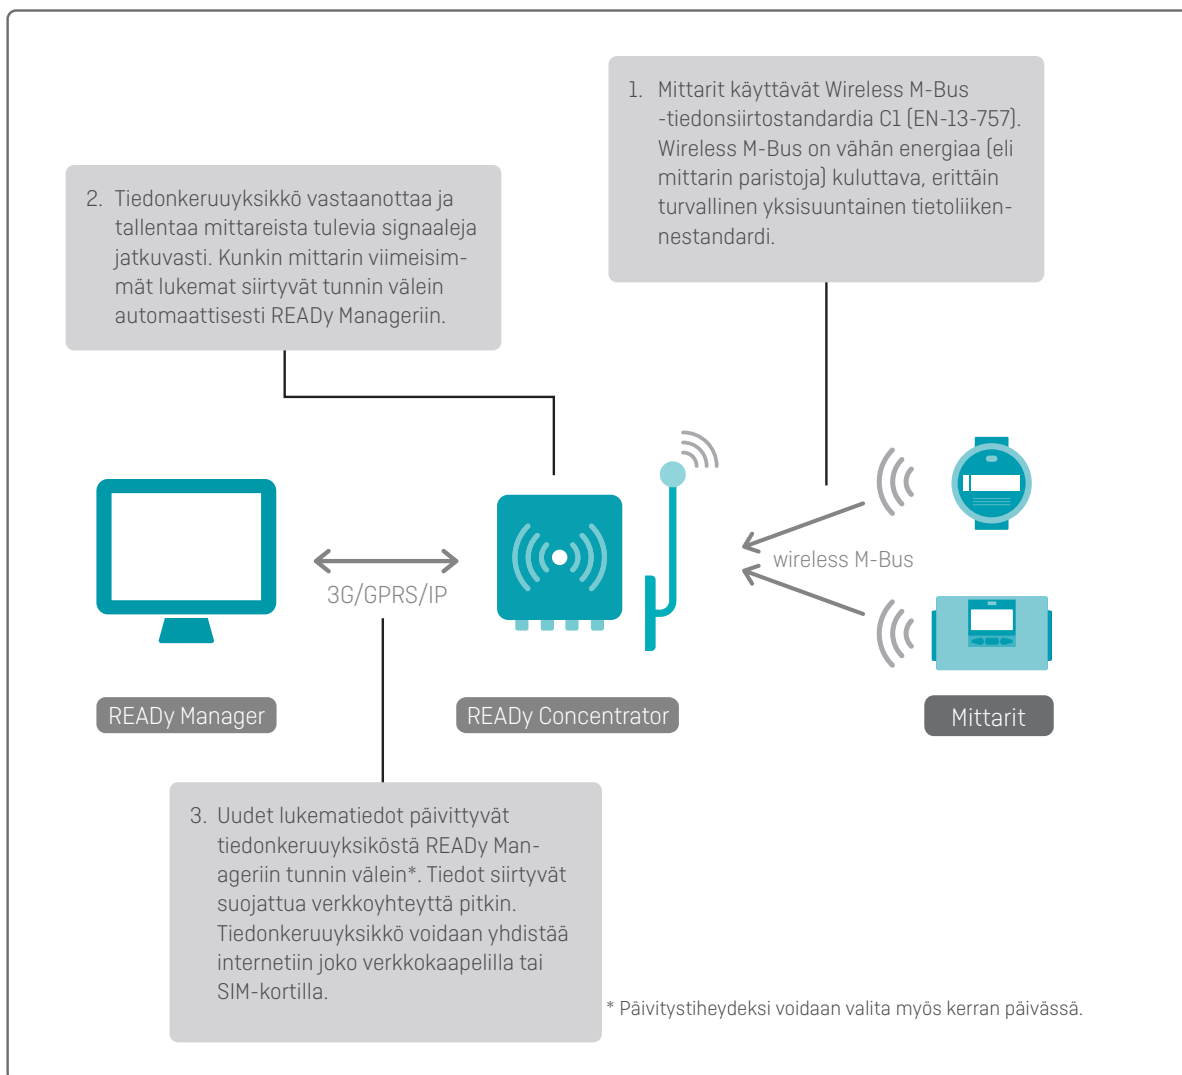 1. Mittarit käyttävät Wireless M-Bus
-tiedonsiirtostandardia C1 (EN-13-757).
Wireless M-Bus on vähän energiaa (eli
mittarin paristoja) kuluttava, erittäin
turvallinen yksisuuntainen tietoliiken-
nestandardi.
2. Tiedonkeruuyksikkö vastaanottaa ja
tallentaa mittareista tulevia signaaleja
jatkuvasti. Kunkin mittarin viimeisim-
mät lukemat siirtyvät tunnin välein
automaattisesti READy Manageriin.
3G/GPRS/IP
wireless M-Bus
READy Manager
READy Concentrator
Mittarit
3. Uudet lukematiedot päivittyvät
tiedonkeruuyksiköstä READy Man-
ageriin tunnin välein*. Tiedot siirtyvät
suojattua verkkoyhteyttä pitkin.
Tiedonkeruuyksikkö voidaan yhdistää
internetiin joko verkkokaapelilla tai
SIM-kortilla.
* Päivitystiheydeksi voidaan valita myös kerran päivässä.